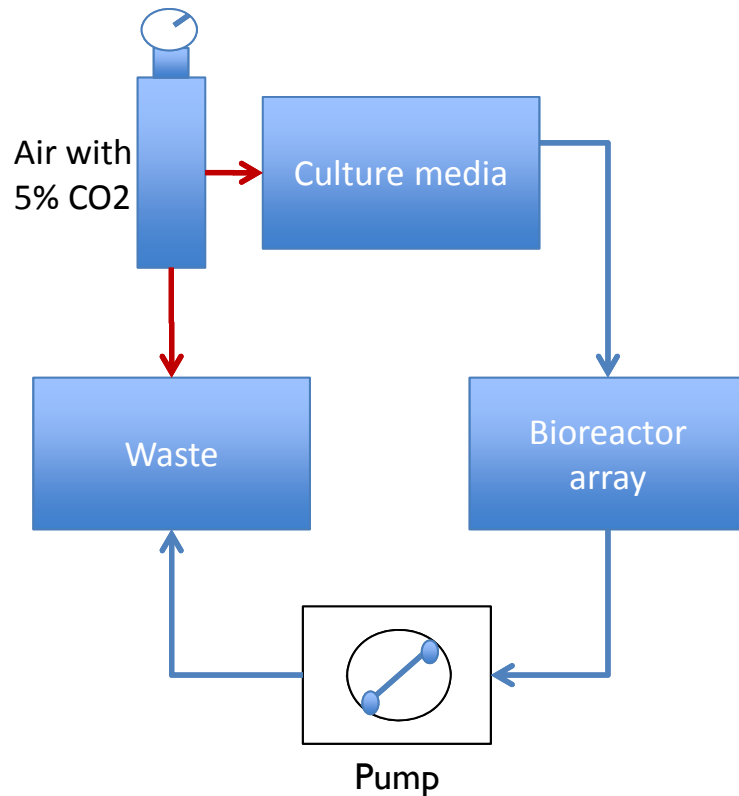 Air with
5% CO2
Culture media
Waste
Bioreactor
array
Pump